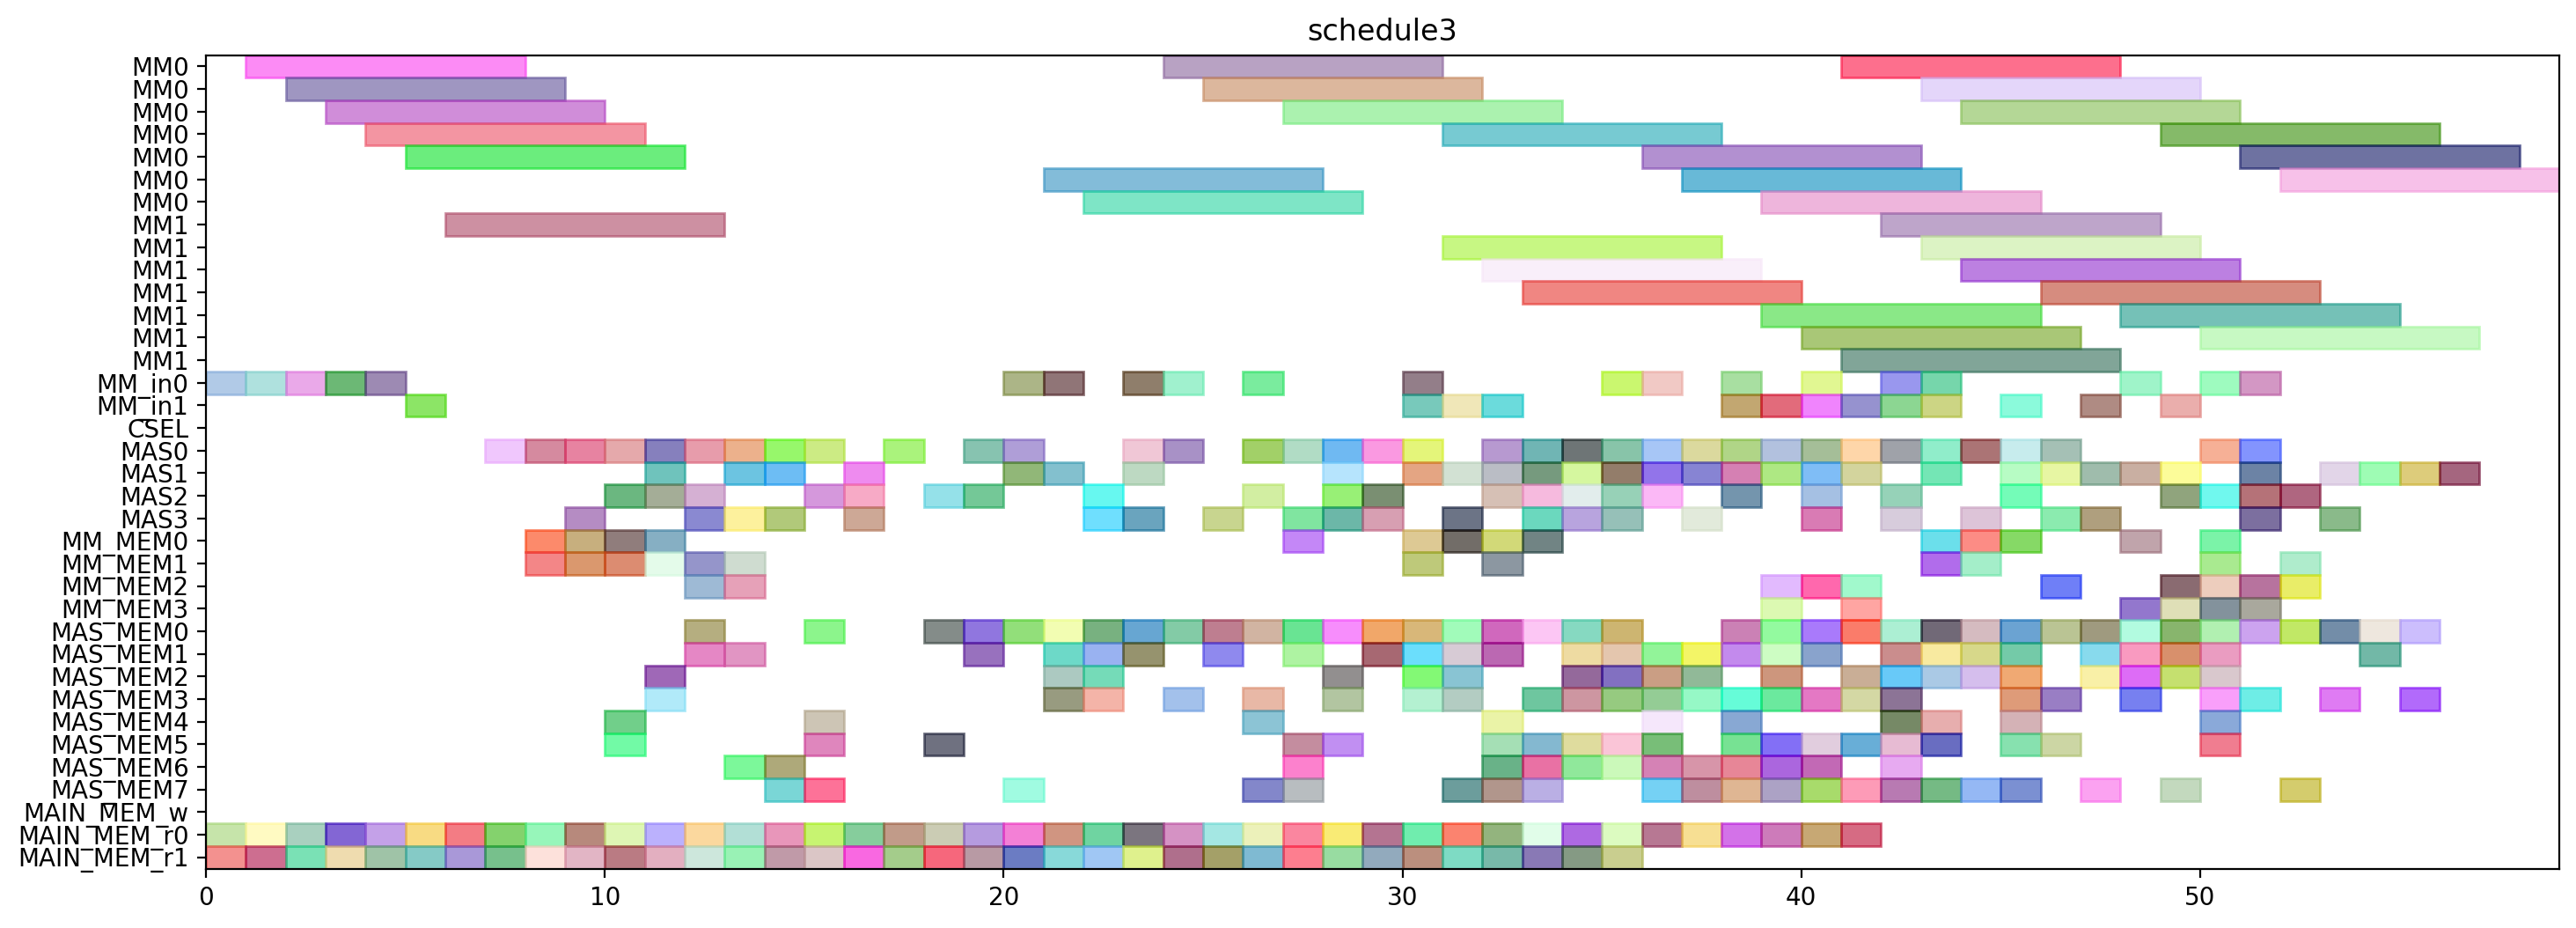 schedule3
MM0
MM0
MM0
MM0
MM0
MM0
MM0
MM1
MM1
MM1
MM1
MM1
MM1
MM1
MM_in0
MM_in1
CSEL
MAS0
MAS1
MAS2
MAS3
MM_MEM0
MM_MEM1
MM_MEM2
MM_MEM3
MAS_MEM0
MAS_MEM1
MAS_MEM2
MAS_MEM3
MAS_MEM4
MAS_MEM5
MAS_MEM6
MAS_MEM7
MAIN_MEM_w
MAIN_MEM_r0
MAIN_MEM_r1
0 10 20 30 40 50